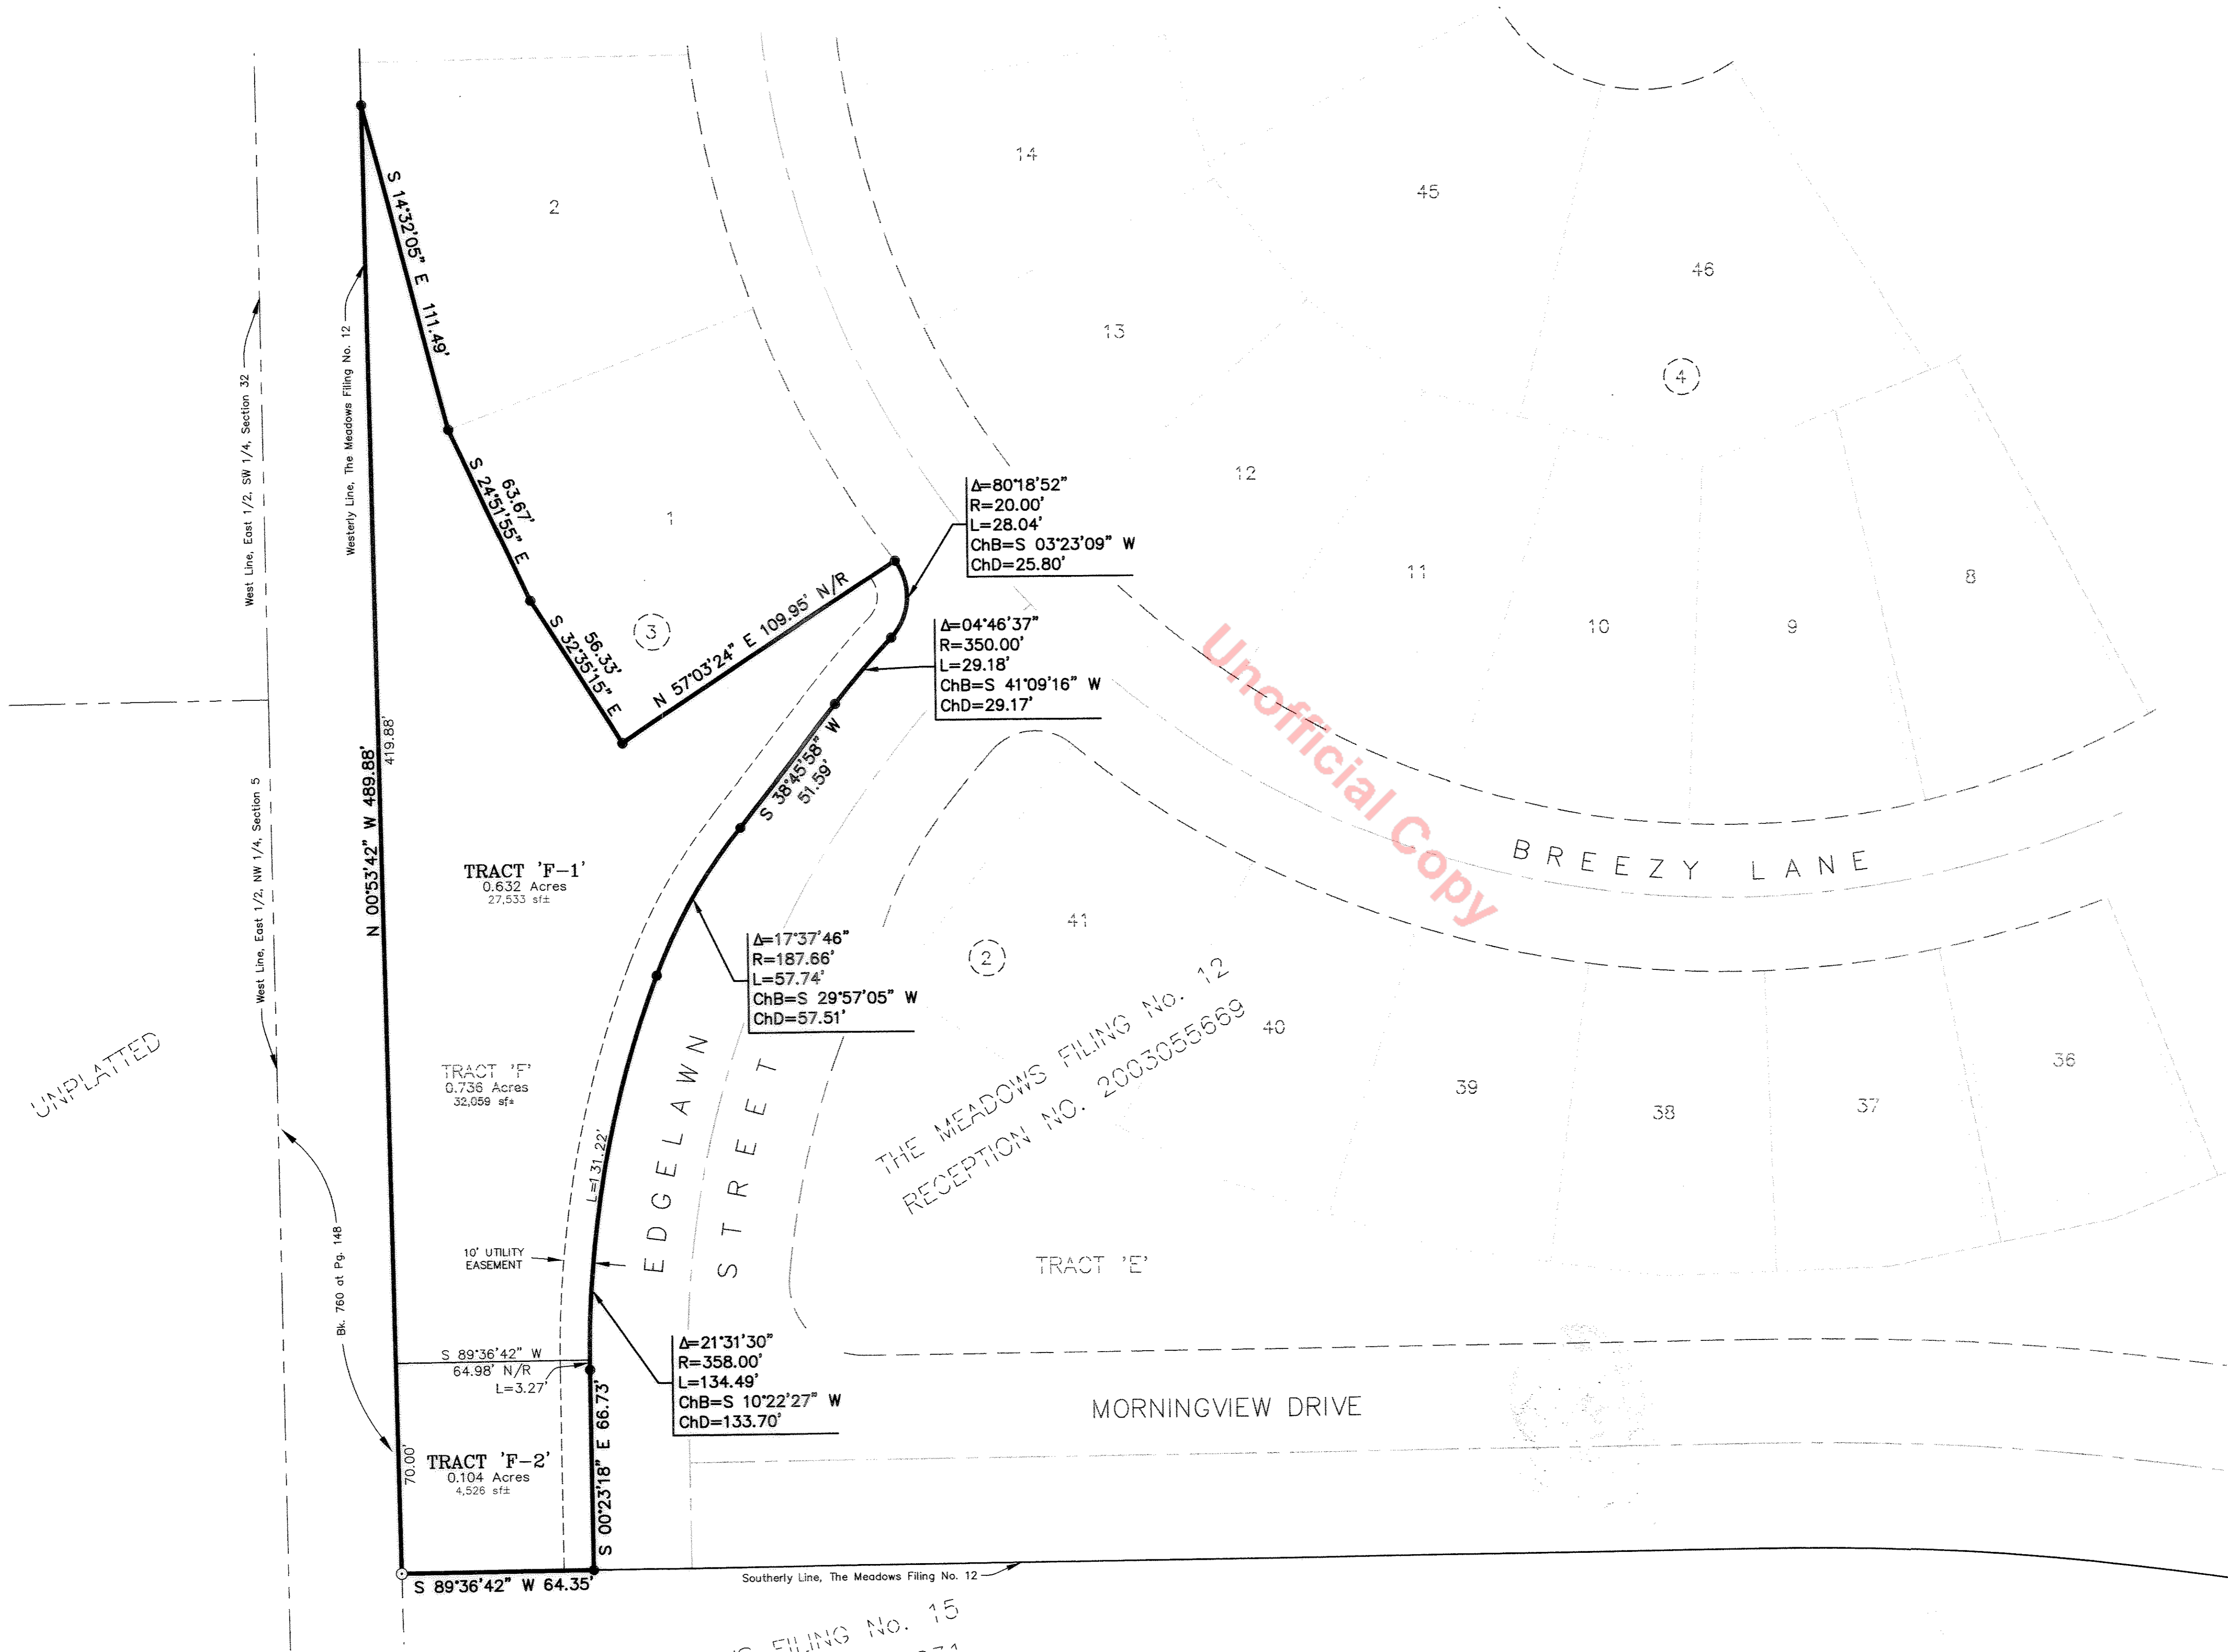 2
14
45
46
13
4
12
11
10
9
8
1
3
S 14°32'05" E 111.49'
63.67'
S 24°51'55" E
56.33'
S 32°35'15" E
N 57°03'24" E 109.95' N/R
West Line, East 1/2, SW 1/4, Section 32
Westerly Line, The Meadows Filing No. 12
Δ=80°18'52"
R=20.00'
L=28.04'
ChB=S 03°23'09" W
ChD=25.80'
Δ=04°46'37"
R=350.00'
L=29.18'
ChB=S 41°09'16" W
ChD=29.17'
S 38°45'58" W
51.59'
Unofficial Copy
N 00°53'42" W 489.88'
419.88'
West Line, East 1/2, NW 1/4, Section 5
TRACT 'F-1'
0.632 Acres
27,533 sf±
BREEZY LANE
Δ=17°37'46"
R=187.66'
L=57.74'
ChB=S 29°57'05" W
ChD=57.51'
41
2
40
39
38
37
36
THE MEADOWS FILING No. 12
RECEPTION NO. 2003055669
UNPLATTED
TRACT 'F'
0.736 Acres
32,059 sf±
L=131.22'
EDGELAWN
STREET
10' UTILITY
EASEMENT
TRACT 'E'
Bk. 760 at Pg. 148
S 89°36'42" W
64.98' N/R
L=3.27'
Δ=21°31'30"
R=358.00'
L=134.49'
ChB=S 10°22'27" W
ChD=133.70'
MORNINGVIEW DRIVE
70.00'
TRACT 'F-2'
0.104 Acres
4,526 sf±
S 00°23'18" E 66.73'
S 89°36'42" W 64.35'
Southerly Line, The Meadows Filing No. 12
FILING No. 15